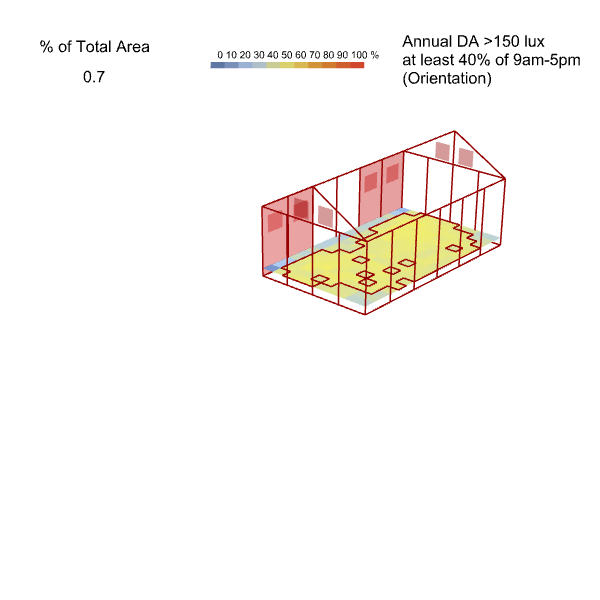 % of Total Area
0.7
0 10 20 30 40 50 60 70 80 90 100 %
Annual DA >150 lux
at least 40% of 9am-5pm
(Orientation)